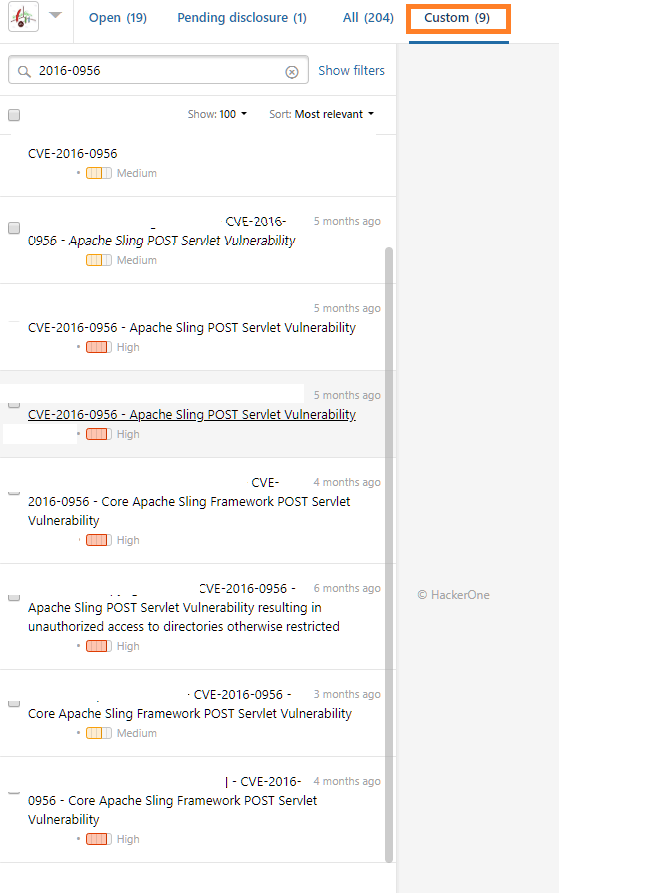 Open (19) Pending disclosure (1) All (204) Custom (9)
2016-0956 Show filters
Show: 100 Sort: Most relevant
CVE-2016-0956
Medium
CVE-2016- 5 months ago
0956 - Apache Sling POST Servlet Vulnerability
Medium
5 months ago
CVE-2016-0956 - Apache Sling POST Servlet Vulnerability
High
5 months ago
CVE-2016-0956 - Apache Sling POST Servlet Vulnerability
High
CVE- 4 months ago
2016-0956 - Core Apache Sling Framework POST Servlet
Vulnerability
High
CVE-2016-0956 - 6 months ago
Apache Sling POST Servlet Vulnerability resulting in
unauthorized access to directories otherwise restricted
High
© HackerOne
- CVE-2016-0956 - 3 months ago
Core Apache Sling Framework POST Servlet Vulnerability
Medium
| - CVE-2016- 4 months ago
0956 - Core Apache Sling Framework POST Servlet
Vulnerability
High